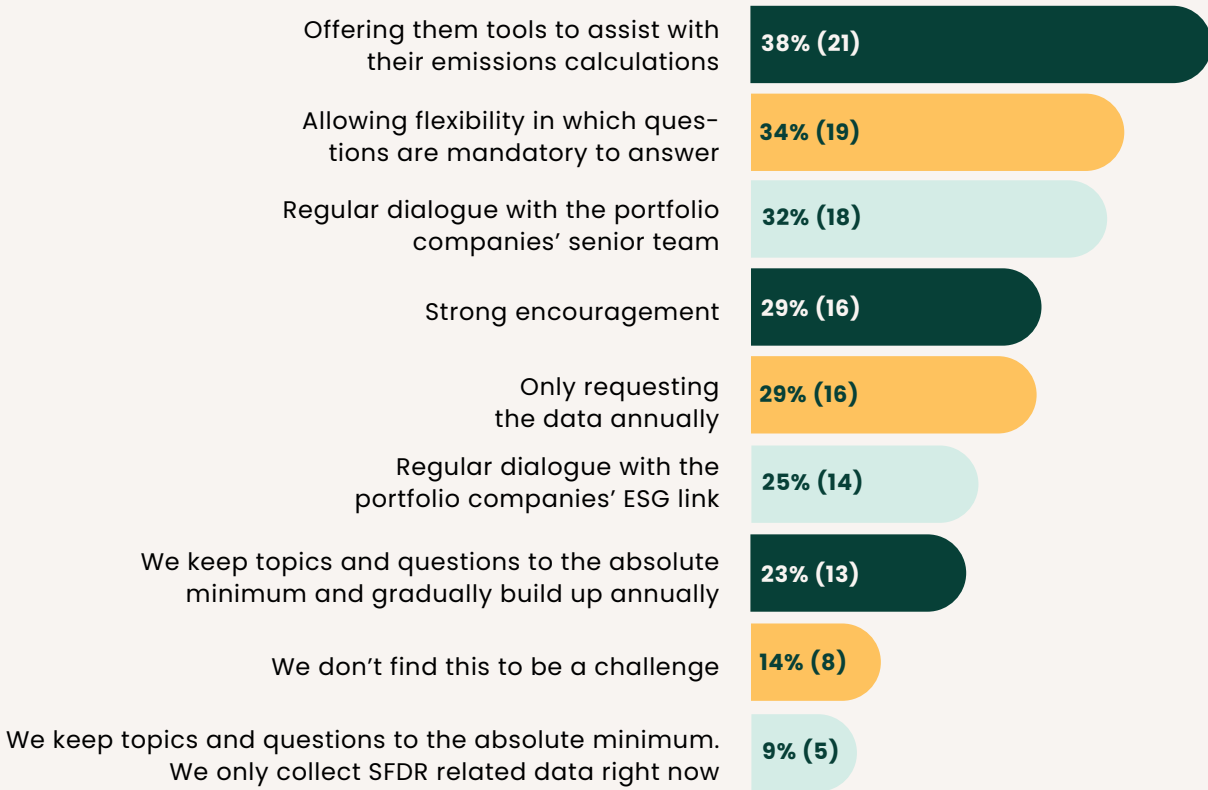 Offering them tools to assist with
their emissions calculations
38% (21)
Allowing flexibility in which ques-
tions are mandatory to answer
34% (19)
Regular dialogue with the portfolio
companies’ senior team
32% (18)
Strong encouragement
29% (16)
Only requesting
the data annually
29% (16)
Regular dialogue with the
portfolio companies’ ESG link
25% (14)
We keep topics and questions to the absolute
minimum and gradually build up annually
23% (13)
We don’t find this to be a challenge
14% (8)
We keep topics and questions to the absolute minimum.
We only collect SFDR related data right now
9% (5)